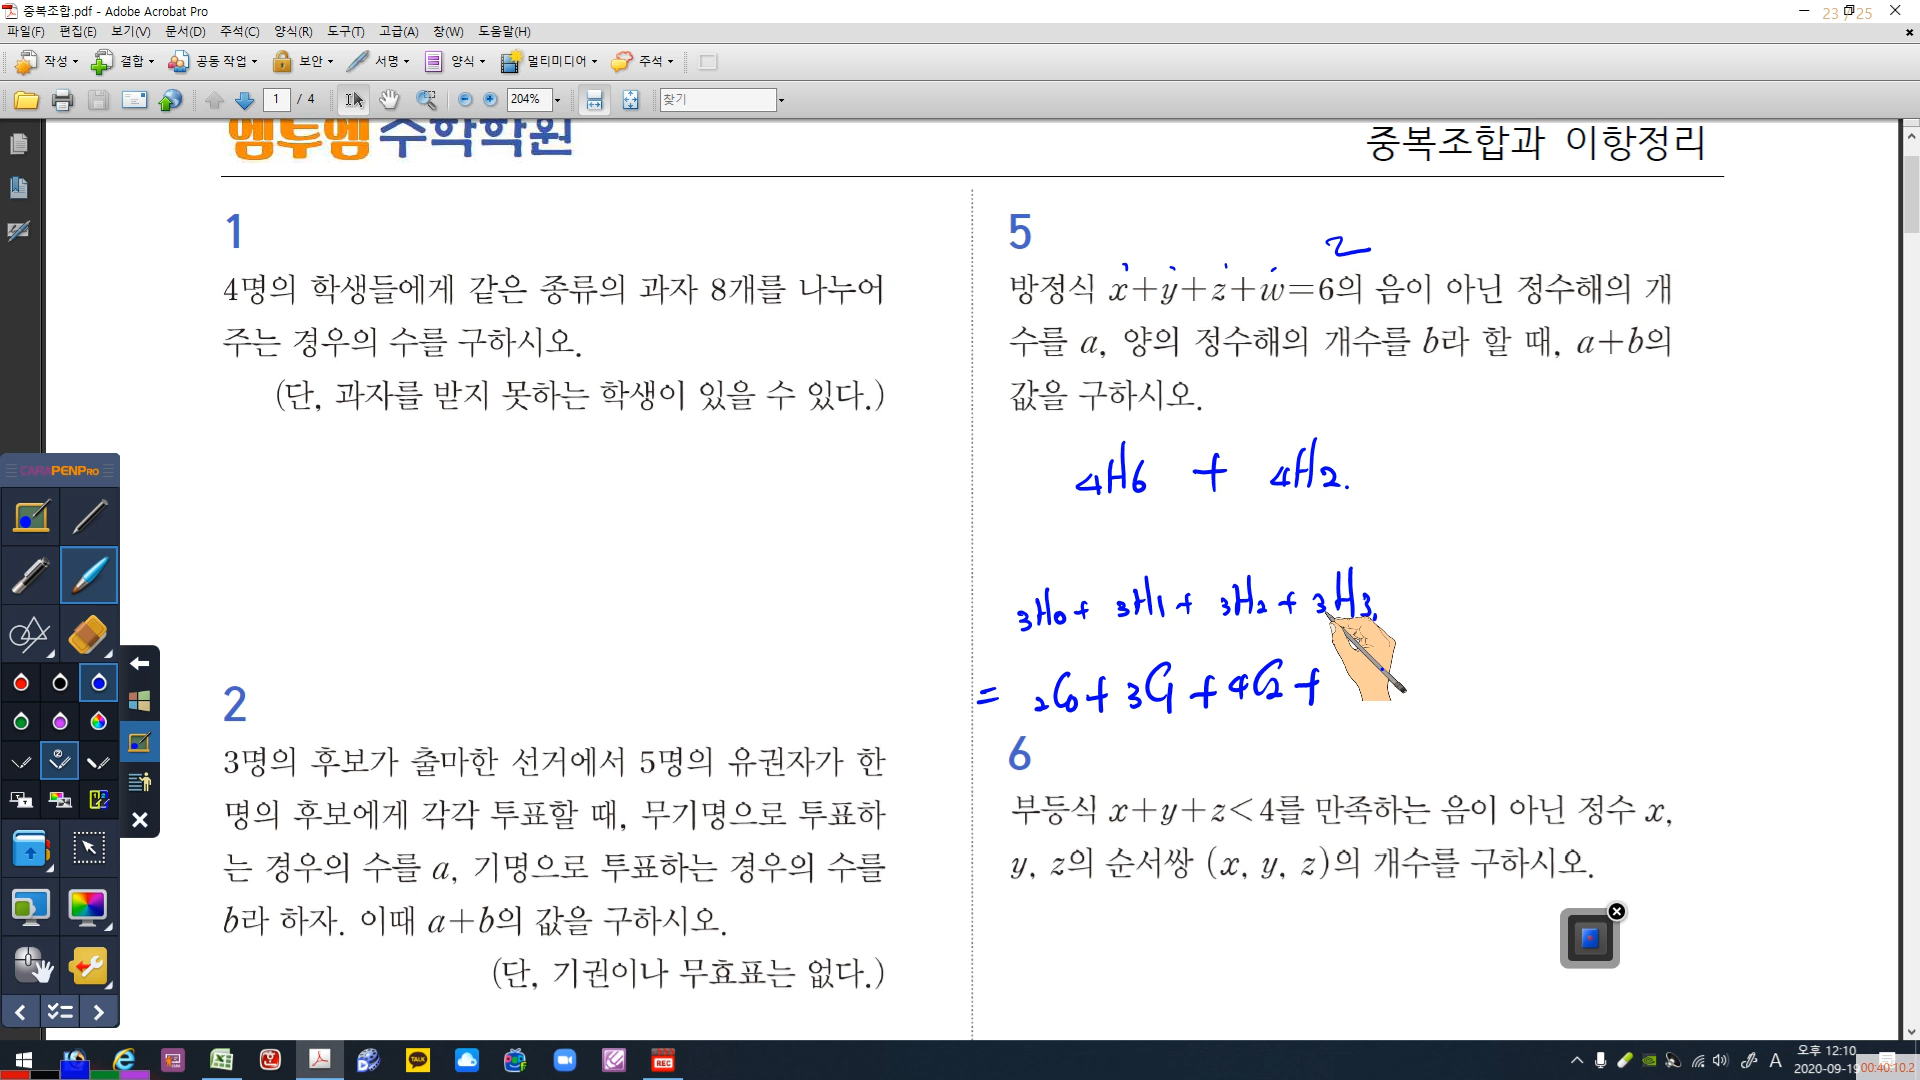 중복조합.pdf - Adobe Acrobat Pro
23 / 25
파일(F) 편집(E) 보기(V) 문서(D) 주석(C) 양식(R) 도구(T) 고급(A) 창(W) 도움말(H)
작성 결합 공동 작업 보안 서명 양식 멀티미디어 주석
1 / 4 204% 찾기
엠투엠 수학학원
중복조합과 이항정리
1
4명의 학생들에게 같은 종류의 과자 8개를 나누어
주는 경우의 수를 구하시오.
(단, 과자를 받지 못하는 학생이 있을 수 있다.)
2
3명의 후보가 출마한 선거에서 5명의 유권자가 한
명의 후보에게 각각 투표할 때, 무기명으로 투표하
는 경우의 수를 a, 기명으로 투표하는 경우의 수를
b라 하자. 이때 a+b의 값을 구하시오.
(단, 기권이나 무효표는 없다.)
5
2
방정식 x+y+z+w=6의 음이 아닌 정수해의 개
수를 a, 양의 정수해의 개수를 b라 할 때, a+b의
값을 구하시오.
4H6 + 4H2.
3H0 + 3H1 + 3H2 + 3H3
= 2C0 + 3C1 + 4C2 +
6
부등식 x+y+z<4를 만족하는 음이 아닌 정수 x,
y, z의 순서쌍 (x, y, z)의 개수를 구하시오.
CARAPENPRO
TALK
REC
A
오후 12:10
2020-09-19
00:40:10.2